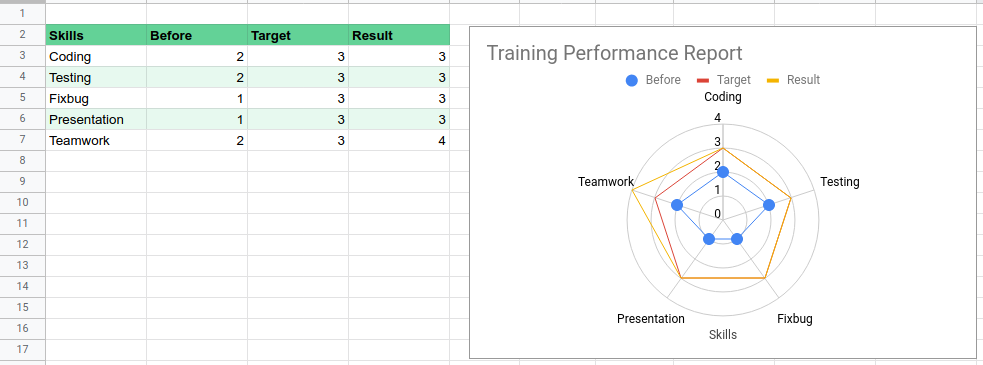 1
2 Skills Before Target Result
3 Coding 2 3 3
4 Testing 2 3 3
5 Fixbug 1 3 3
6 Presentation 1 3 3
7 Teamwork 2 3 4
8
9
10
11
12
13
14
15
16
17
Training Performance Report
Before Target Result
Coding
4
3
2
Teamwork Testing
1
0
Presentation Fixbug
Skills